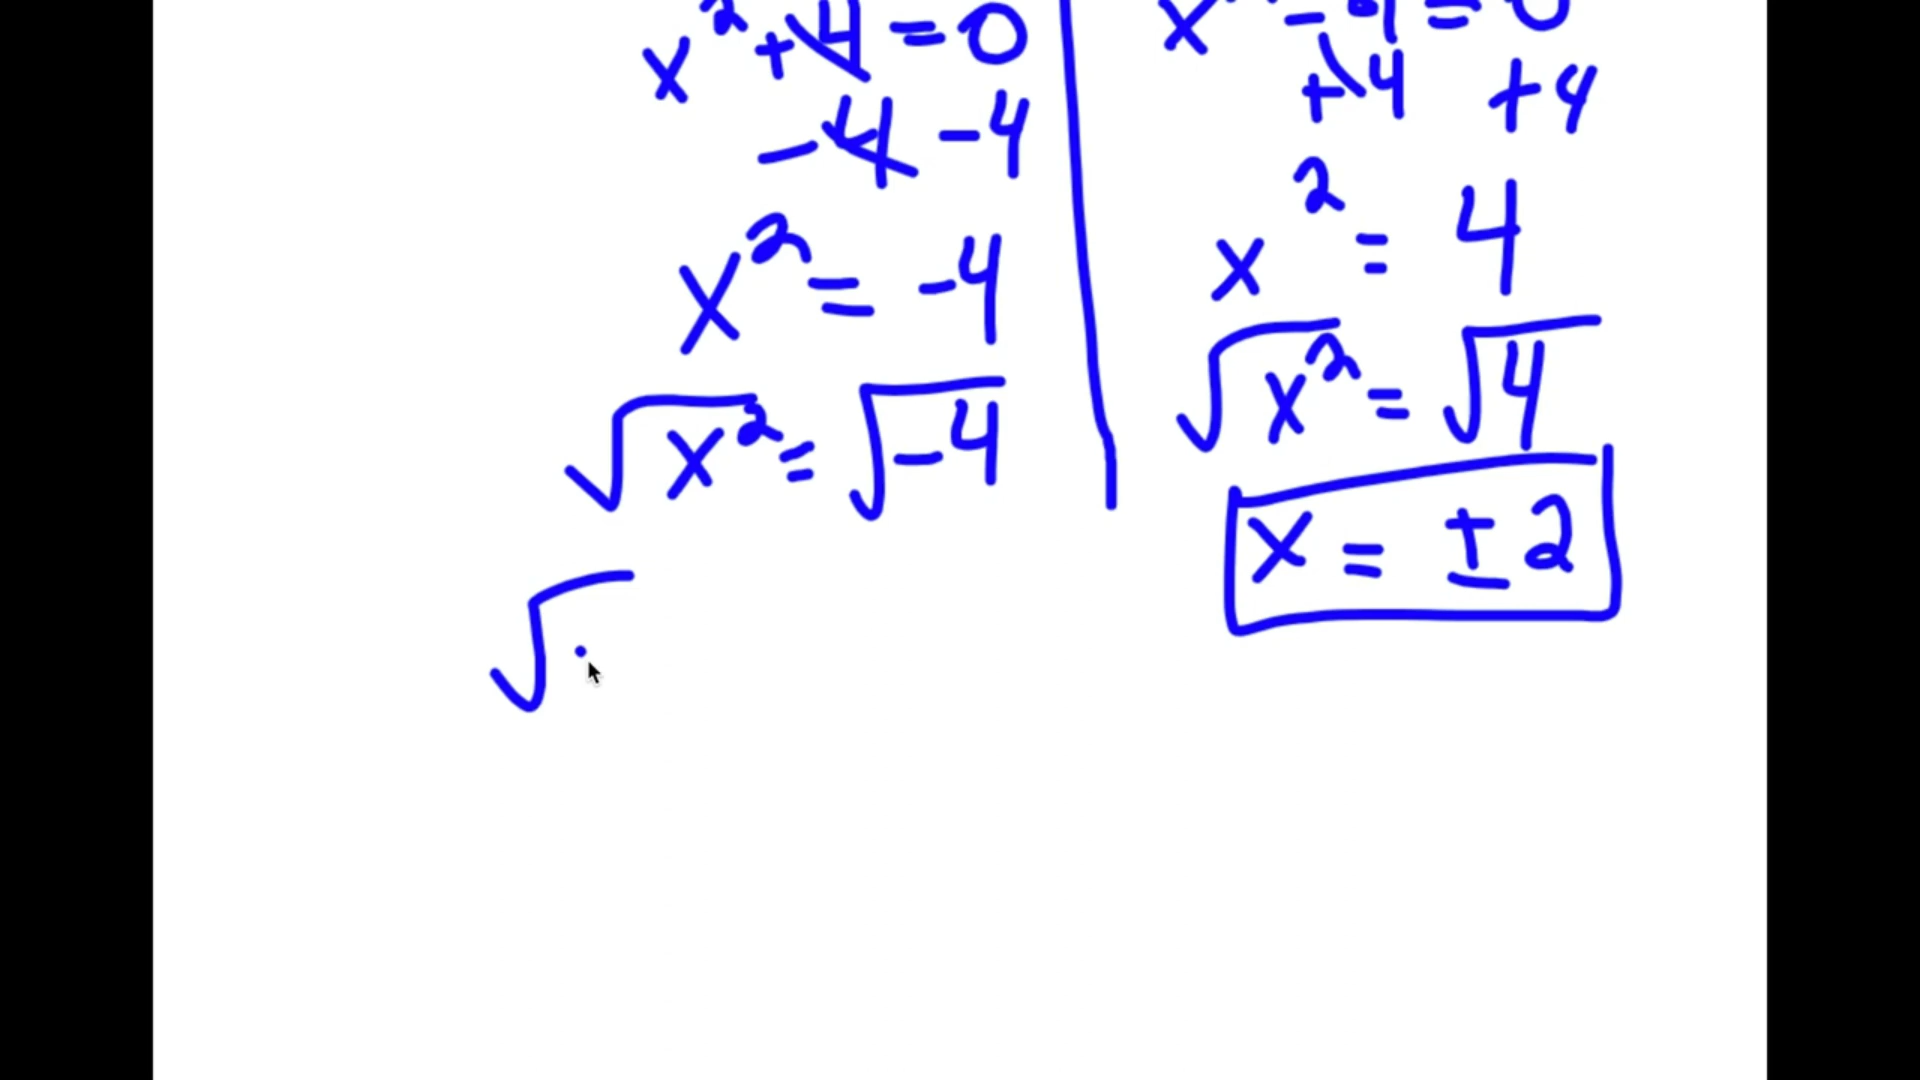 x² + 4 = 0
- 4 - 4
x² = -4
√x² = √-4
√
x² - 4 = 0
+4 +4
x² = 4
√x² = √4
x = ± 2